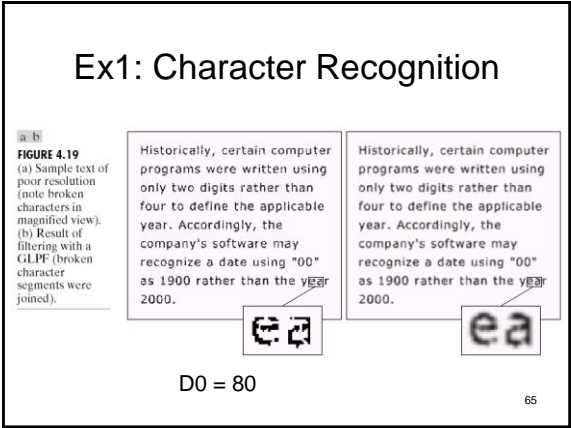 Ex1: Character Recognition
a b
FIGURE 4.19
(a) Sample text of
poor resolution
(note broken
characters in
magnified view).
(b) Result of
filtering with a
GLPF (broken
character
segments were
joined).
Historically, certain computer
programs were written using
only two digits rather than
four to define the applicable
year. Accordingly, the
company's software may
recognize a date using "00"
as 1900 rather than the year
2000.
ea
Historically, certain computer
programs were written using
only two digits rather than
four to define the applicable
year. Accordingly, the
company's software may
recognize a date using "00"
as 1900 rather than the year
2000.
ea
D0 = 80
65